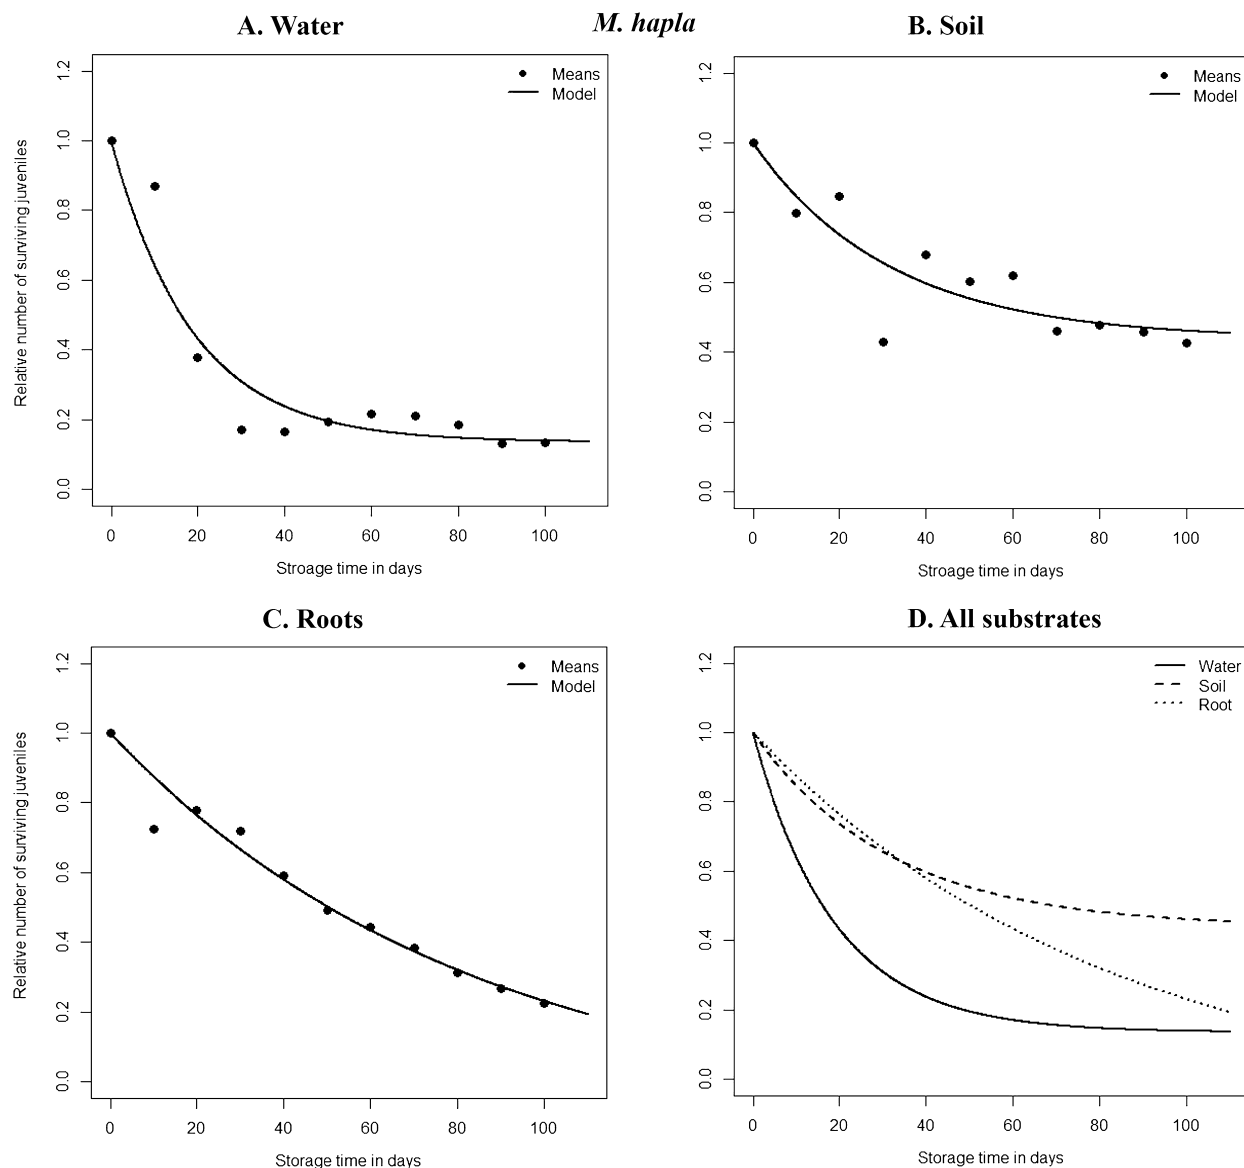 A. Water
M. hapla
B. Soil
Means
Model
Relative number of surviving juveniles
1.2
1.0
0.8
0.6
0.4
0.2
0.0
0 20 40 60 80 100
Stroage time in days
Means
Model
1.2
1.0
0.8
0.6
0.4
0.2
0.0
0 20 40 60 80 100
Stroage time in days
C. Roots
Means
Model
Relative number of surviving juveniles
1.2
1.0
0.8
0.6
0.4
0.2
0.0
0 20 40 60 80 100
Storage time in days
D. All substrates
Water
Soil
Root
1.2
1.0
0.8
0.6
0.4
0.2
0.0
0 20 40 60 80 100
Storage time in days